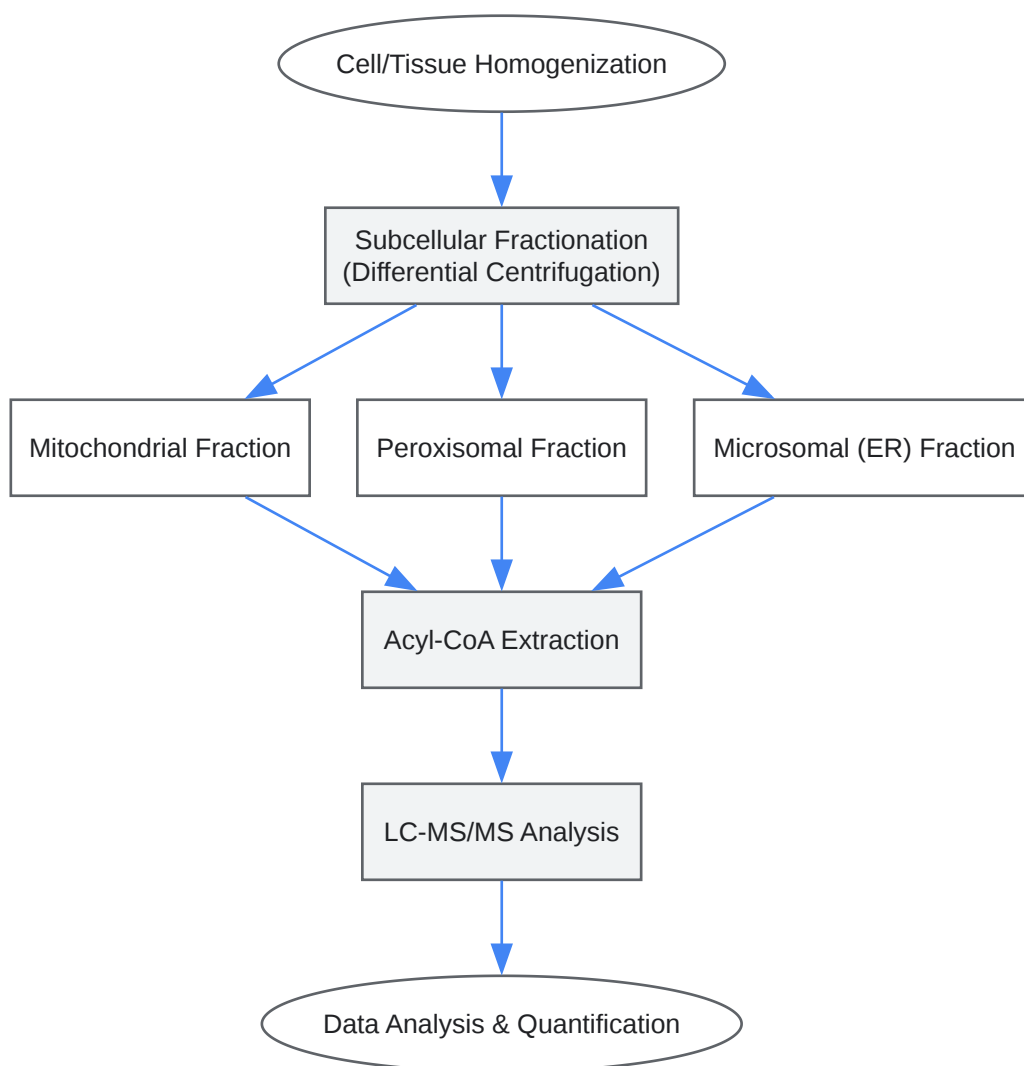 Cell/Tissue Homogenization
Subcellular Fractionation
(Differential Centrifugation)
Mitochondrial Fraction
Peroxisomal Fraction
Microsomal (ER) Fraction
Acyl-CoA Extraction
LC-MS/MS Analysis
Data Analysis & Quantification